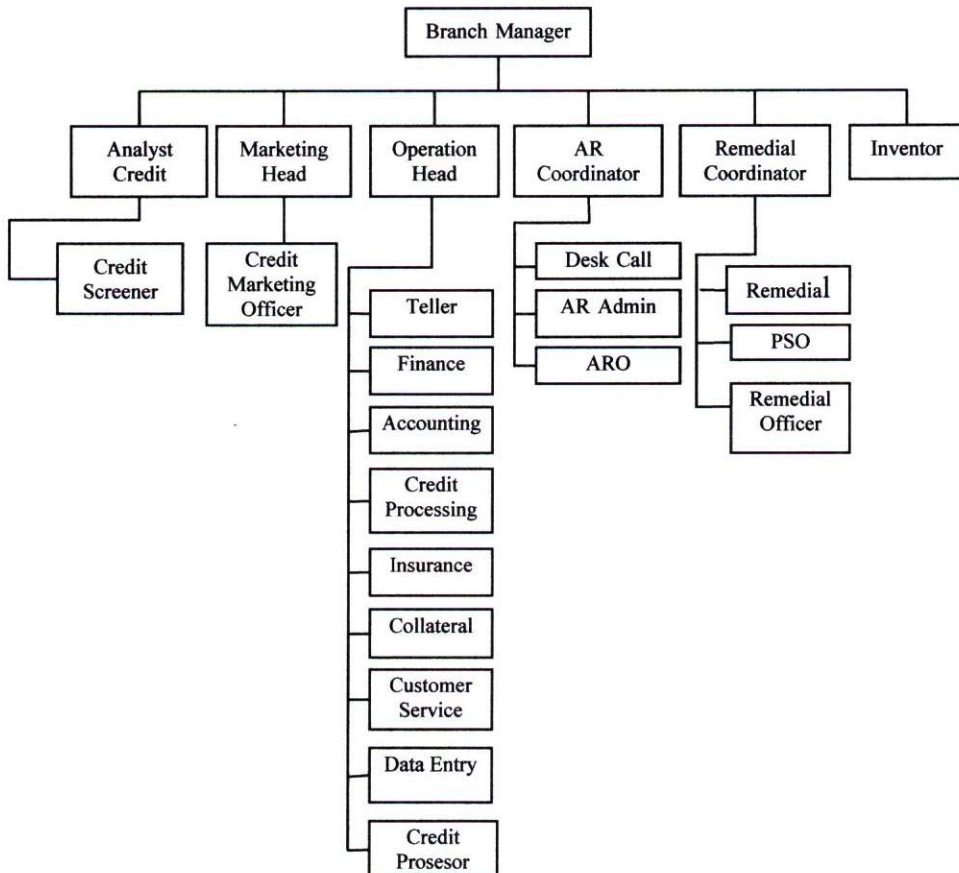 Branch Manager
Analyst
Credit
Marketing
Head
Operation
Head
AR
Coordinator
Remedial
Coordinator
Inventor
Credit
Screener
Credit
Marketing
Officer
Teller
Finance
Accounting
Credit
Processing
Insurance
Collateral
Customer
Service
Data Entry
Credit
Prosesor
Desk Call
AR Admin
ARO
Remedial
PSO
Remedial
Officer